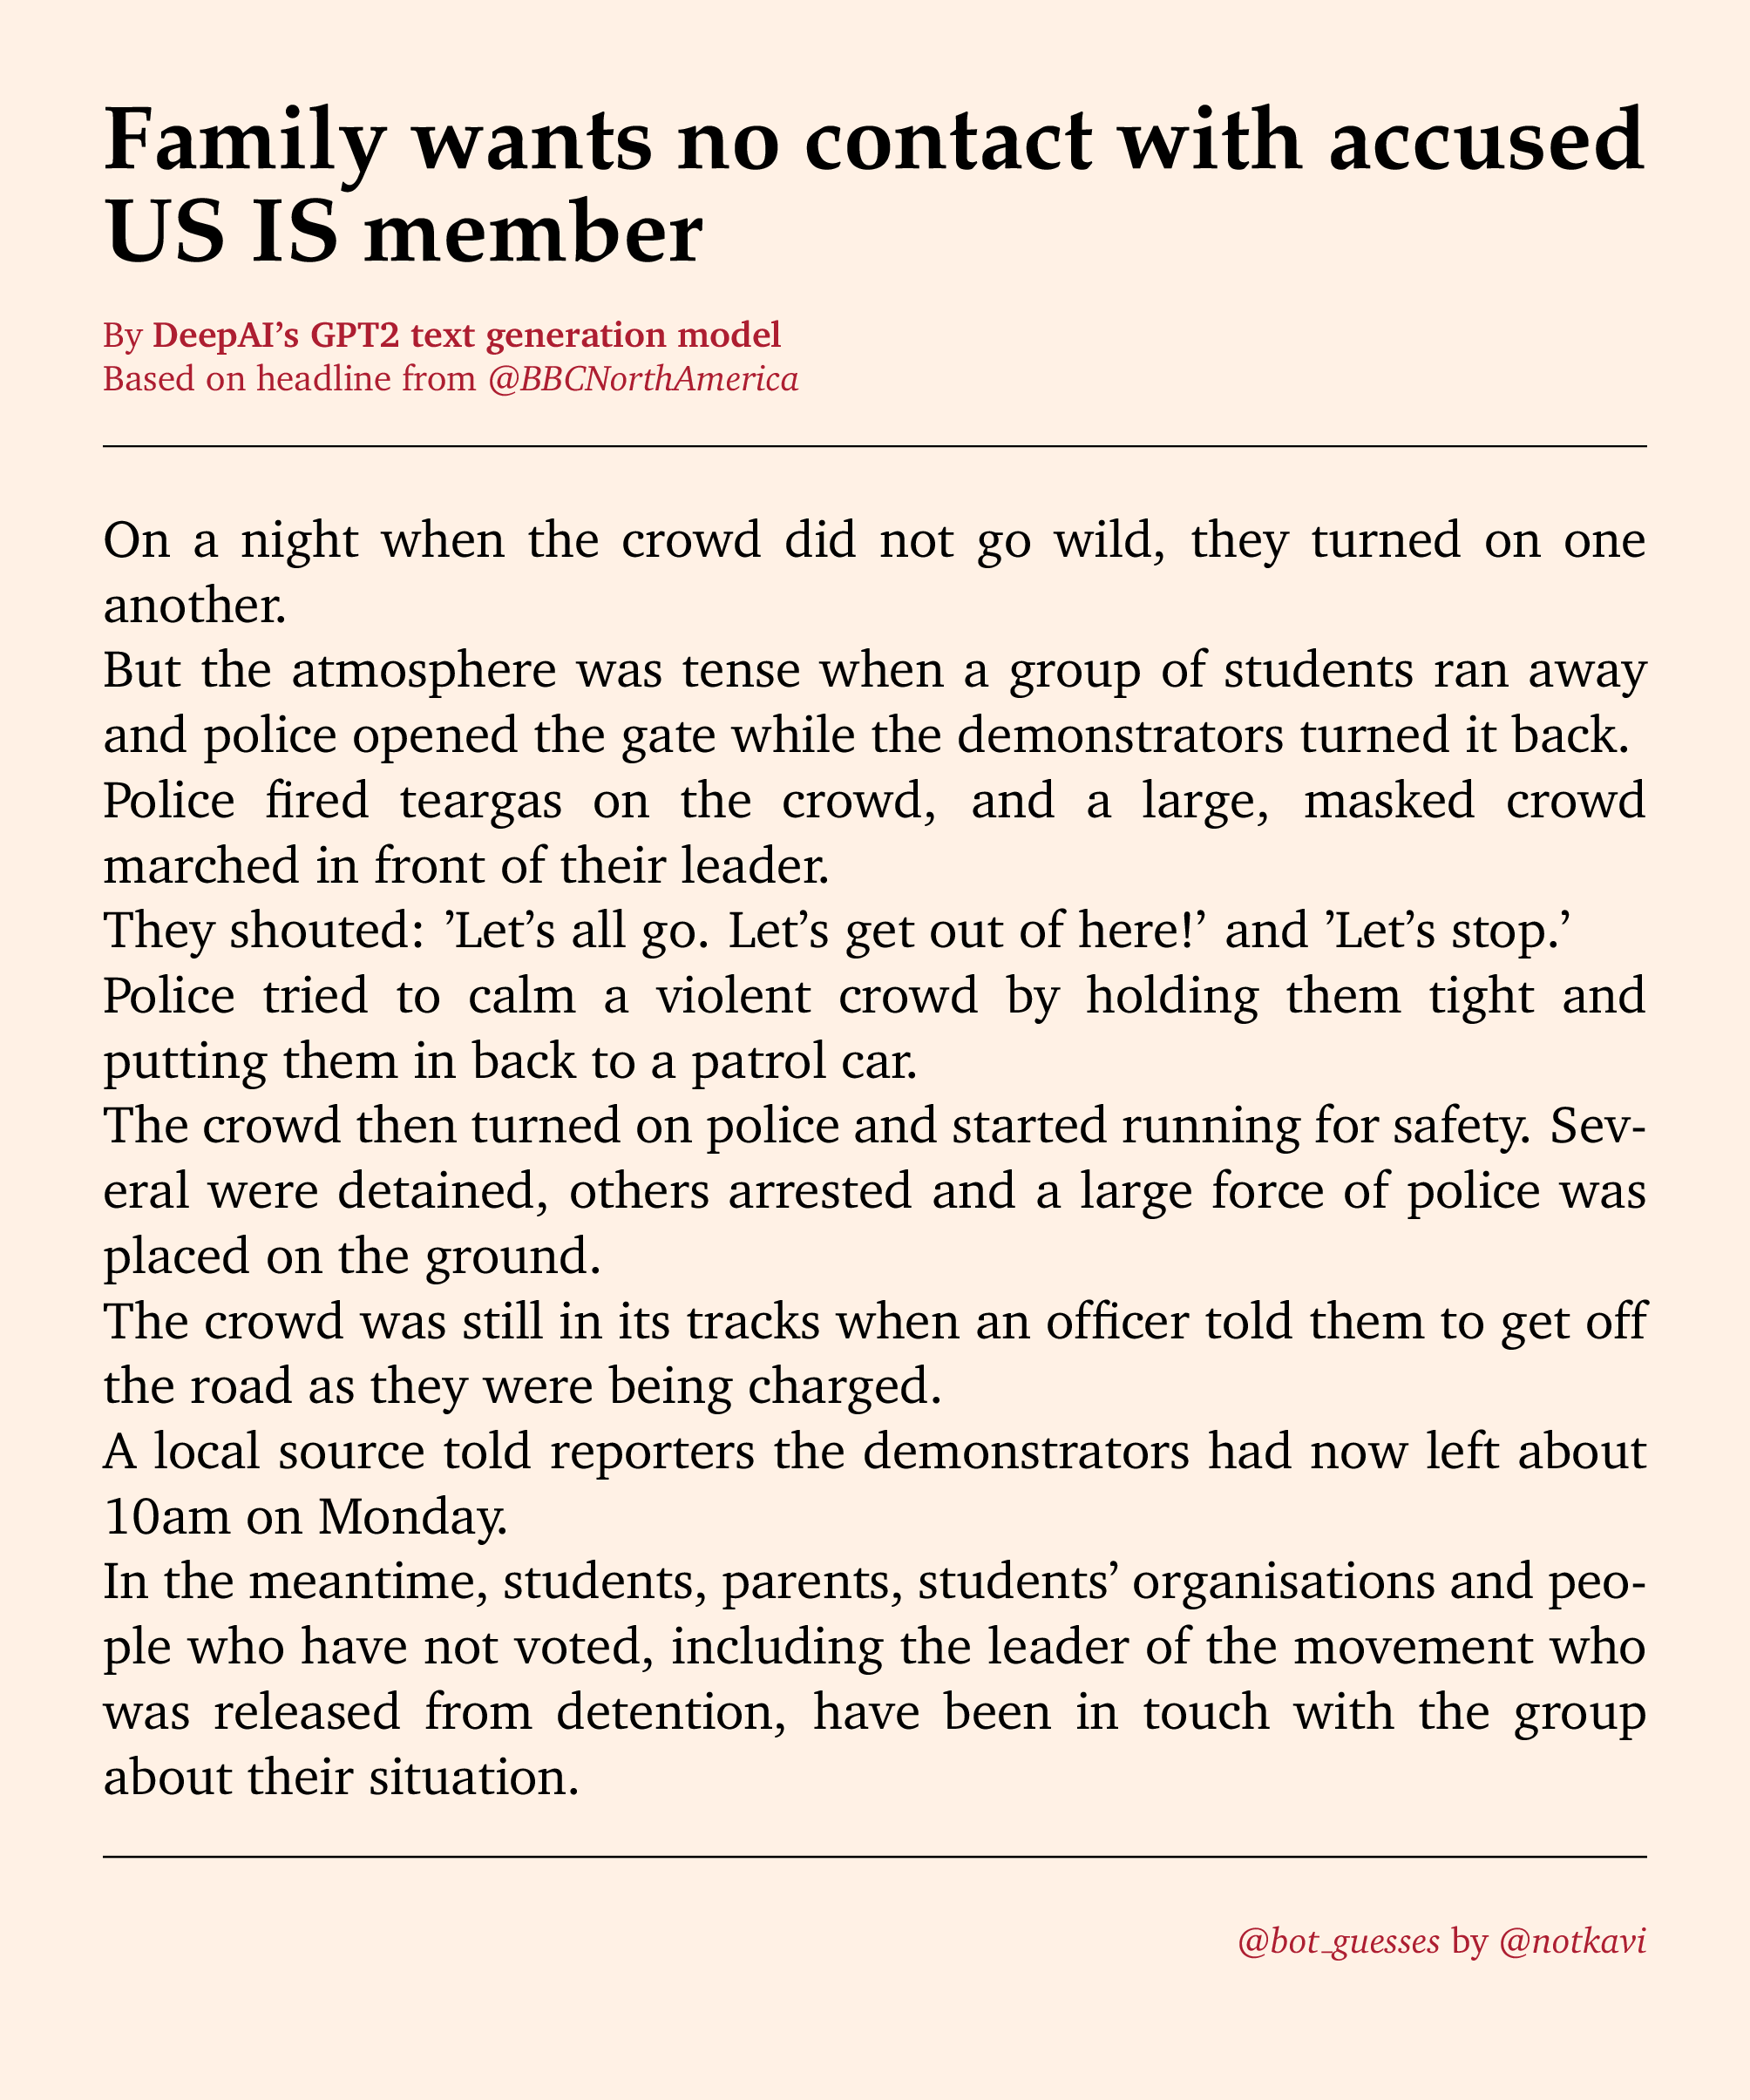 Family wants no contact with accused
US IS member
By DeepAI’s GPT2 text generation model
Based on headline from @BBCNorthAmerica
On a night when the crowd did not go wild, they turned on one
another.
But the atmosphere was tense when a group of students ran away
and police opened the gate while the demonstrators turned it back.
Police fired teargas on the crowd, and a large, masked crowd
marched in front of their leader.
They shouted: ’Let’s all go. Let’s get out of here!’ and ’Let’s stop.’
Police tried to calm a violent crowd by holding them tight and
putting them in back to a patrol car.
The crowd then turned on police and started running for safety. Sev-
eral were detained, others arrested and a large force of police was
placed on the ground.
The crowd was still in its tracks when an officer told them to get off
the road as they were being charged.
A local source told reporters the demonstrators had now left about
10am on Monday.
In the meantime, students, parents, students’ organisations and peo-
ple who have not voted, including the leader of the movement who
was released from detention, have been in touch with the group
about their situation.
@bot_guesses by @notkavi